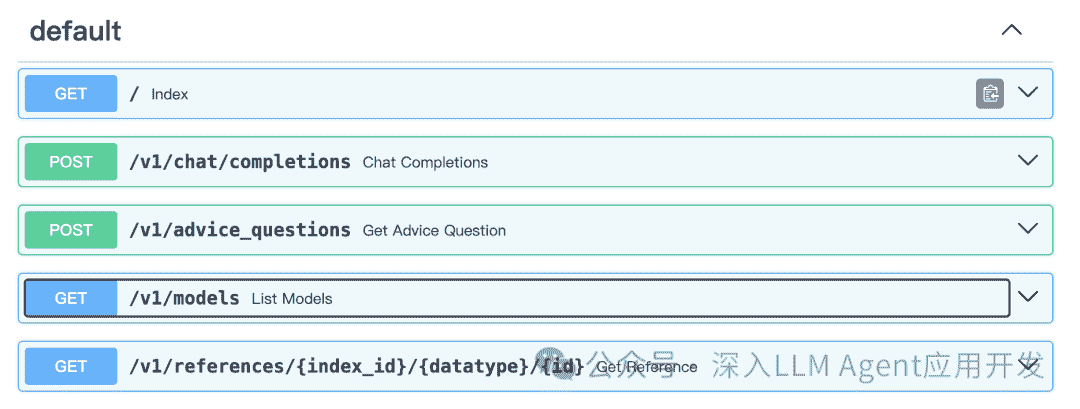 default
GET / Index
POST /v1/chat/completions Chat Completions
POST /v1/advice_questions Get Advice Question
GET /v1/models List Models
GET /v1/references/{index_id}/{datatype}/{id} Get Reference
公众号 深入LLM Agent应用开发